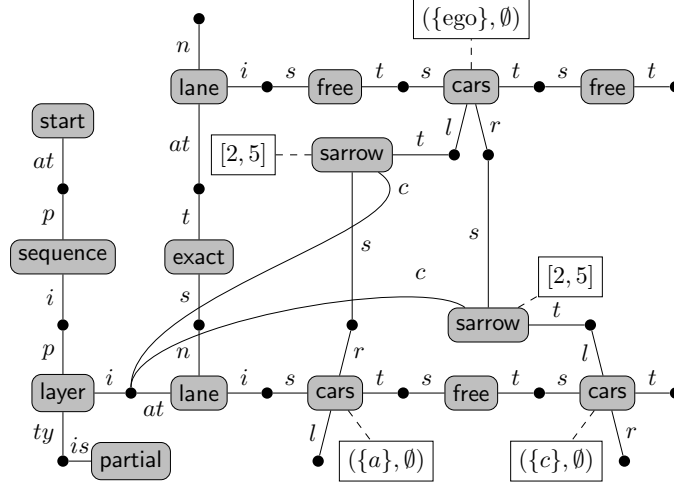 ({ego}, ∅)
n
lane i s free t s cars t s free t
start
at
at
l r
[2, 5] sarrow t
c
p
t
s
s
sequence
exact
c
[2, 5]
i
s
sarrow t
p
n
r
l
layer i at lane i s cars t s free t s cars t
ty
is
partial
l
r
({a}, ∅)
({c}, ∅)